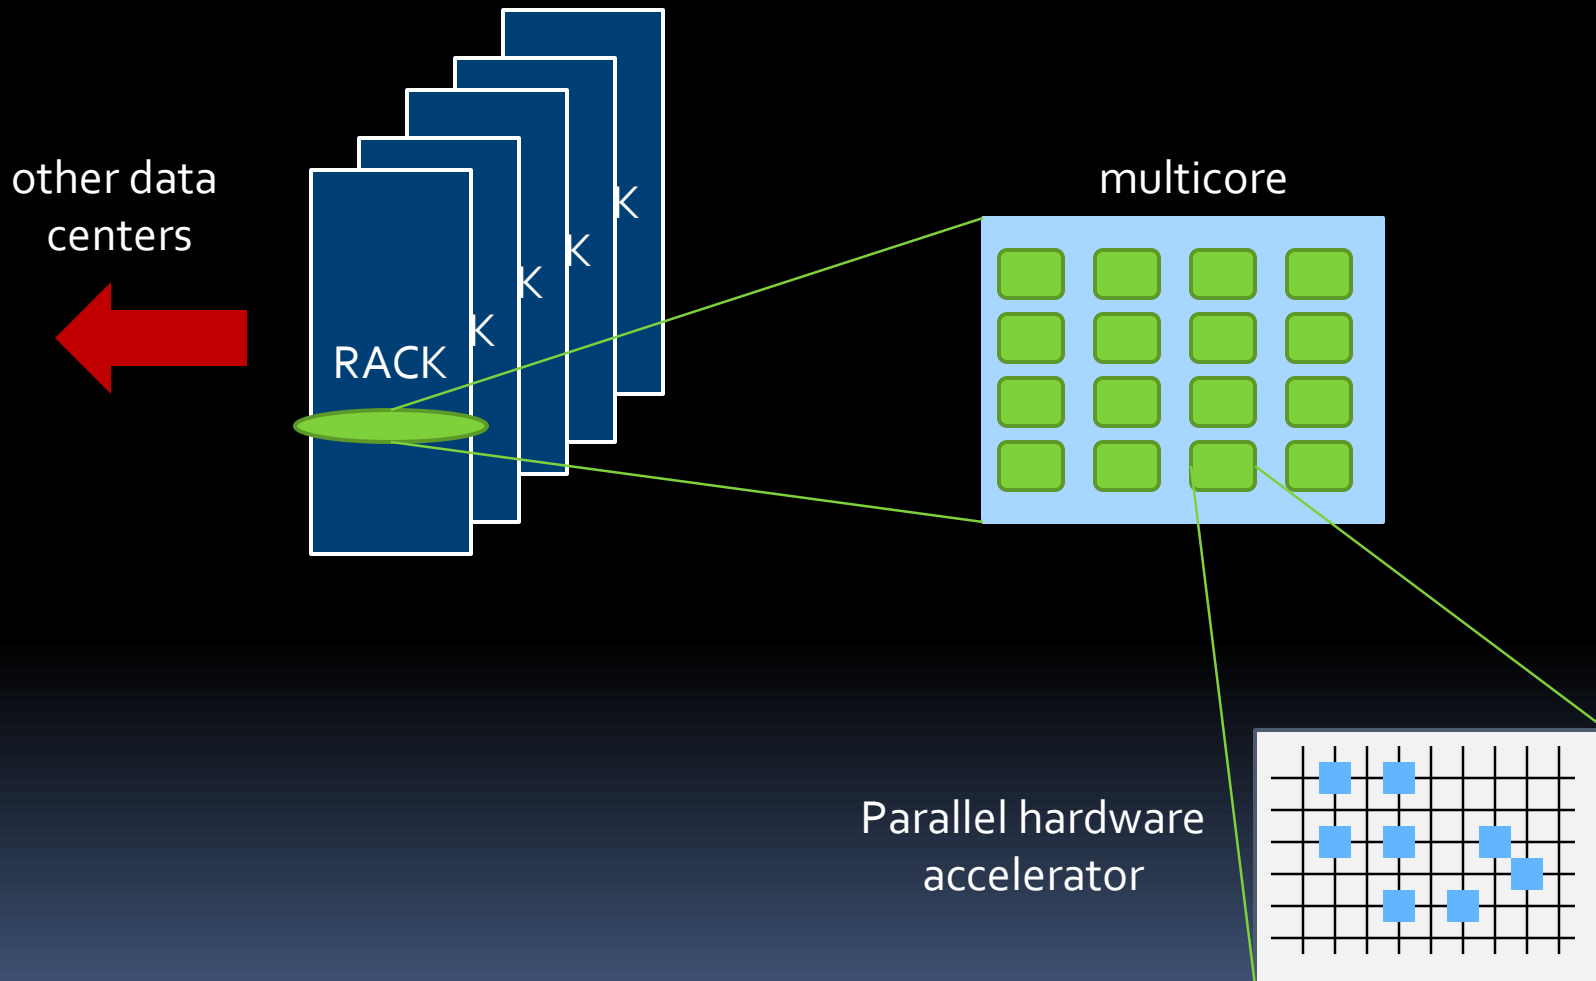 other data
centers
multicore
K
K
K
K
RACK
Parallel hardware
accelerator